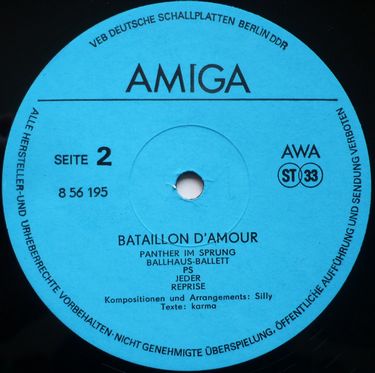 VEB DEUTSCHE SCHALLPLATTEN BERLIN DDR
AMIGA
SEITE 2
8 56 195
AWA
ST 33
BATAILLON D'AMOUR
PANTHER IM SPRUNG
BALLHAUS-BALLETT
PS
JEDER
REPRISE
Kompositionen und Arrangements: Silly
Texte: karma
ALLE HERSTELLER-UND URHEBERRECHTE VORBEHALTEN·NICHT GENEHMIGTE ÜBERSPIELUNG, ÖFFENTLICHE AUFFÜHRUNG UND SENDUNG VERBOTEN